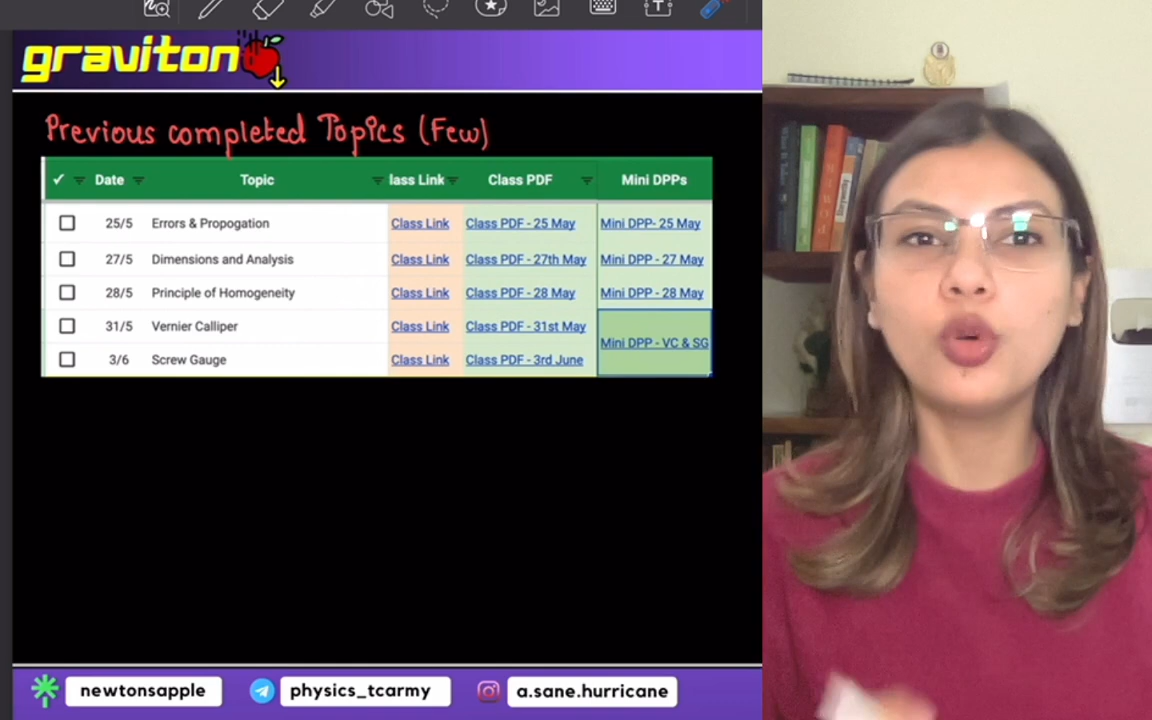 graviton
Previous completed Topics (Few)
✓ Date Topic lass Link Class PDF Mini DPPs
25/5 Errors & Propogation Class Link Class PDF - 25 May Mini DPP- 25 May
27/5 Dimensions and Analysis Class Link Class PDF - 27th May Mini DPP - 27 May
28/5 Principle of Homogeneity Class Link Class PDF - 28 May Mini DPP - 28 May
31/5 Vernier Calliper Class Link Class PDF - 31st May
Mini DPP - VC & SG
3/6 Screw Gauge Class Link Class PDF - 3rd June
newtonsapple physics_tcarmy a.sane.hurricane